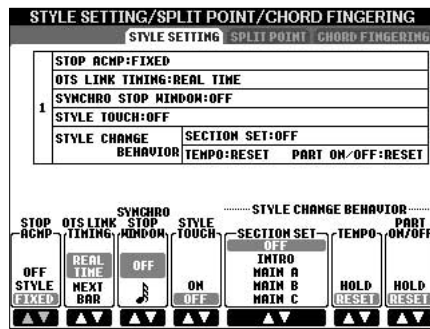 STYLE SETTING/SPLIT POINT/CHORD FINGERING
STYLE SETTING SPLIT POINT CHORD FINGERING
STOP ACMP:FIXED
OTS LINK TIMING:REAL TIME
SYNCHRO STOP WINDOW:OFF
1
STYLE TOUCH:OFF
STYLE CHANGE BEHAVIOR
SECTION SET:OFF
TEMPO:RESET PART ON/OFF:RESET
STYLE CHANGE BEHAVIOR
STOP ACMP
OFF
STYLE
FIXED
OTS LINK TIMING
REAL TIME
NEXT BAR
SYNCHRO STOP WINDOW
OFF
STYLE TOUCH
ON
OFF
SECTION SET
OFF
INTRO
MAIN A
MAIN B
MAIN C
TEMPO
HOLD
RESET
PART ON/OFF
HOLD
RESET